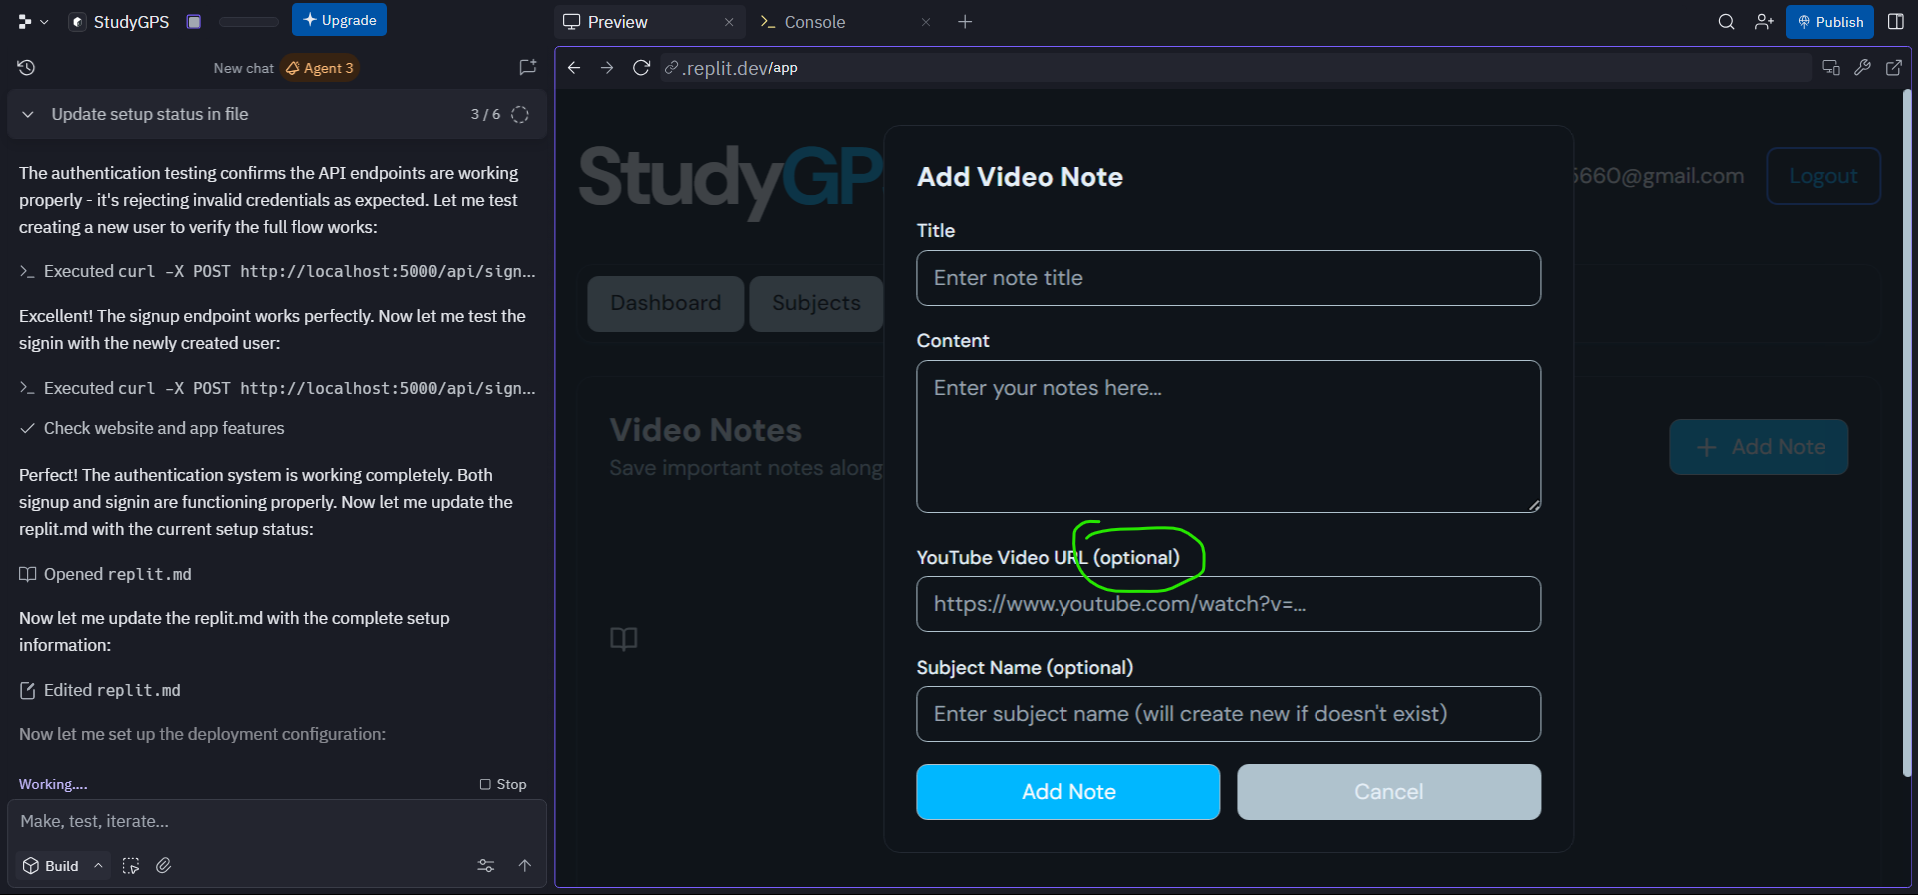 StudyGPS
Upgrade
Preview
Console
Publish
New chat
Agent 3
.replit.dev/app
Update setup status in file
3 / 6
The authentication testing confirms the API endpoints are working
properly - it's rejecting invalid credentials as expected. Let me test
creating a new user to verify the full flow works:
Executed curl -X POST http://localhost:5000/api/sign...
Excellent! The signup endpoint works perfectly. Now let me test the
signin with the newly created user:
Executed curl -X POST http://localhost:5000/api/sign...
Check website and app features
Perfect! The authentication system is working completely. Both
signup and signin are functioning properly. Now let me update the
replit.md with the current setup status:
Opened replit.md
Now let me update the replit.md with the complete setup
information:
Edited replit.md
Now let me set up the deployment configuration:
Working....
Stop
Make, test, iterate...
Build
StudyGP
5660@gmail.com
Logout
Dashboard
Subjects
Video Notes
Save important notes along
Add Note
Add Video Note
Title
Enter note title
Content
Enter your notes here...
YouTube Video URL (optional)
https://www.youtube.com/watch?v=...
Subject Name (optional)
Enter subject name (will create new if doesn't exist)
Add Note
Cancel